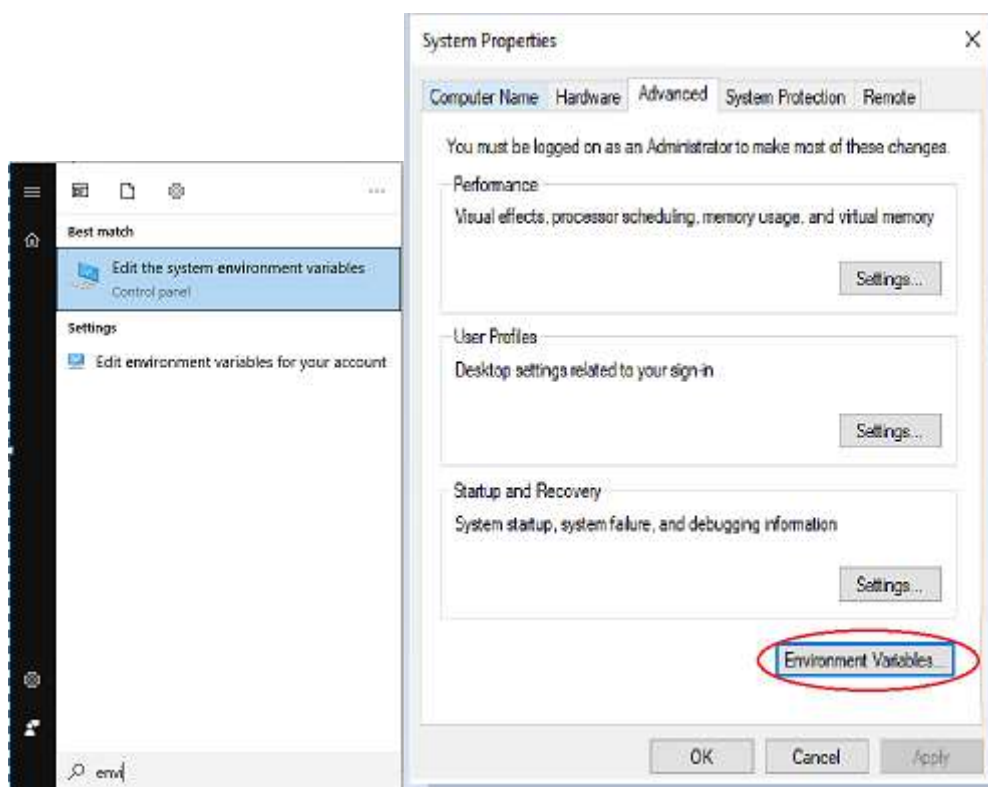 Best match
Edit the system environment variables
Control panel
Settings
Edit environment variables for your account
envi
System Properties
Computer Name Hardware Advanced System Protection Remote
You must be logged on as an Administrator to make most of these changes.
Performance
Visual effects, processor scheduling, memory usage, and virtual memory
Settings...
User Profiles
Desktop settings related to your sign-in
Settings...
Startup and Recovery
System startup, system failure, and debugging information
Settings...
Environment Variables...
OK Cancel Apply